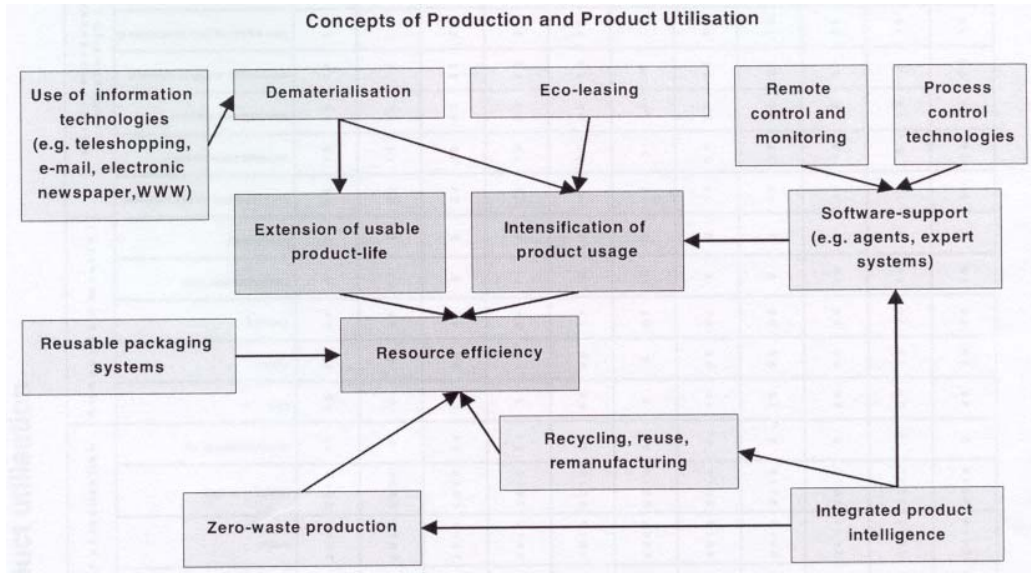 Concepts of Production and Product Utilisation
Use of information
technologies
(e.g. teleshopping,
e-mail, electronic
newspaper,WWW)
Dematerialisation
Eco-leasing
Remote
control and
monitoring
Process
control
technologies
Extension of usable
product-life
Intensification of
product usage
Software-support
(e.g. agents, expert
systems)
Reusable packaging
systems
Resource efficiency
Recycling, reuse,
remanufacturing
Zero-waste production
Integrated product
intelligence